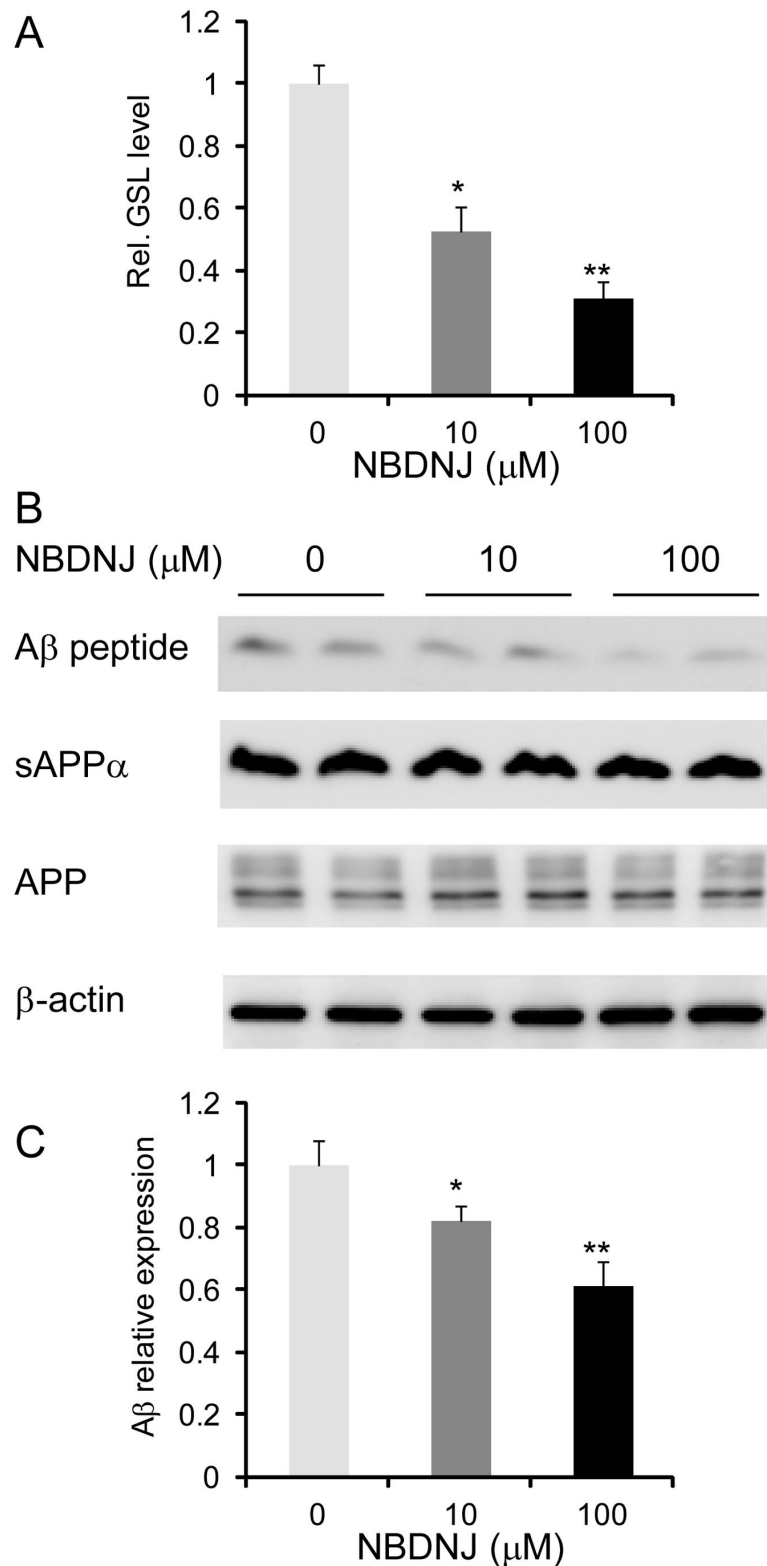 A
1.2
1
0.8
0.6
0.4
0.2
0
Rel. GSL level
*
**
0 10 100
NBDNJ (μM)
B
NBDNJ (μM) 0 10 100
Aβ peptide
sAPPα
APP
β-actin
C
1.2
1
0.8
0.6
0.4
0.2
0
Aβ relative expression
*
**
0 10 100
NBDNJ (μM)